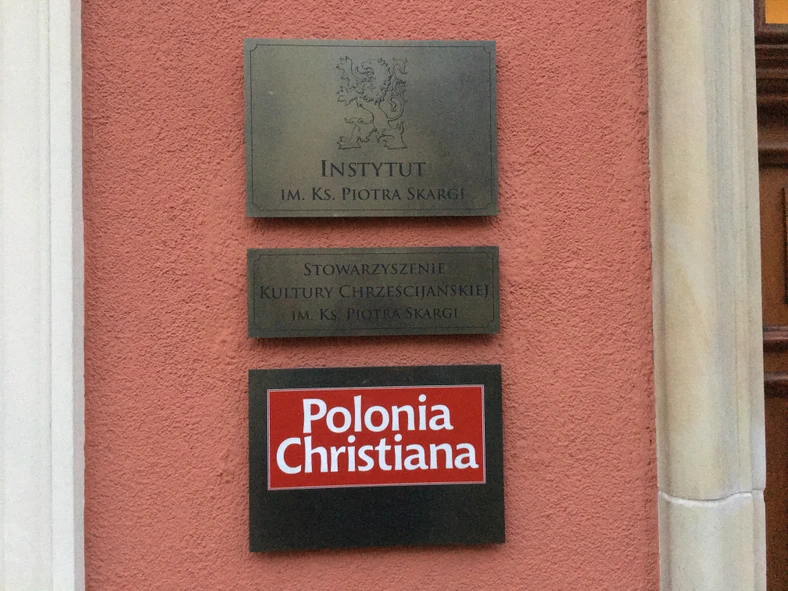 INSTYTUT
IM. KS. PIOTRA SKARGI
STOWARZYSZENIE
KULTURY CHRZEŚCIJAŃSKIEJ
IM. KS. PIOTRA SKARGI
Polonia
Christiana